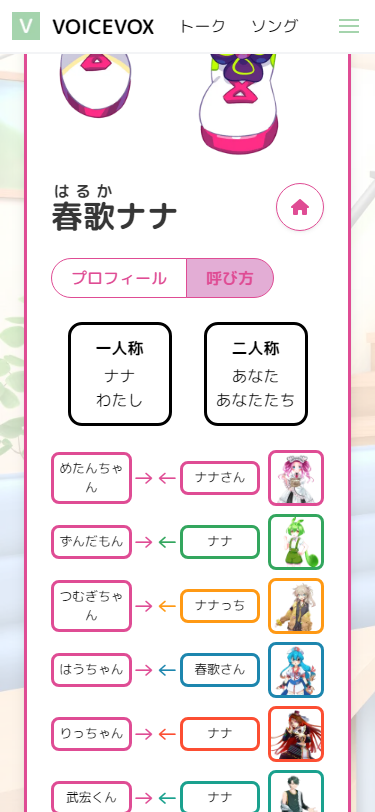 V VOICEVOX トーク ソング
はるか
春歌ナナ
プロフィール 呼び方
一人称
ナナ
わたし
二人称
あなた
あなたたち
めたんちゃ
ん
ナナさん
ずんだもん ナナ
つむぎちゃ
ん
ナナっち
はうちゃん 春歌さん
りっちゃん ナナ
武宏くん ナナ